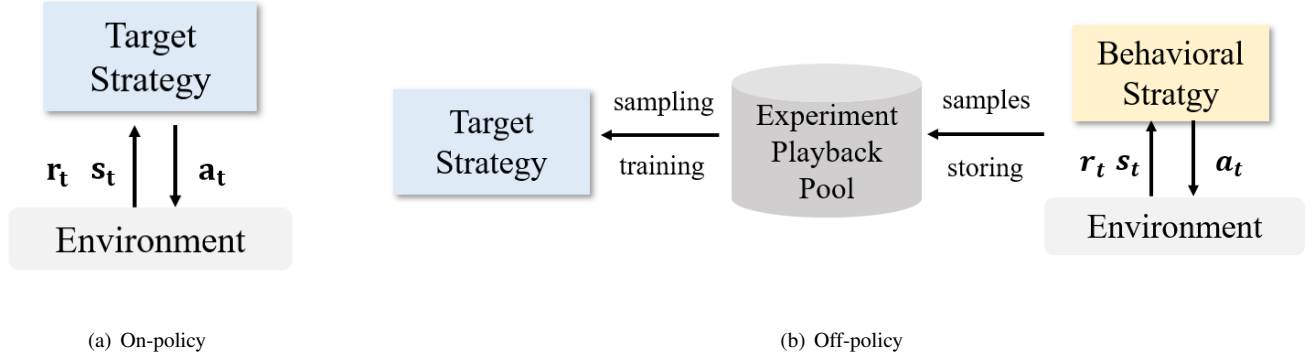 Target
Strategy
r_t s_t
a_t
Environment
(a) On-policy
Target
Strategy
sampling
training
Experiment
Playback
Pool
samples
storing
Behavioral
Stratgy
r_t s_t
a_t
Environment
(b) Off-policy